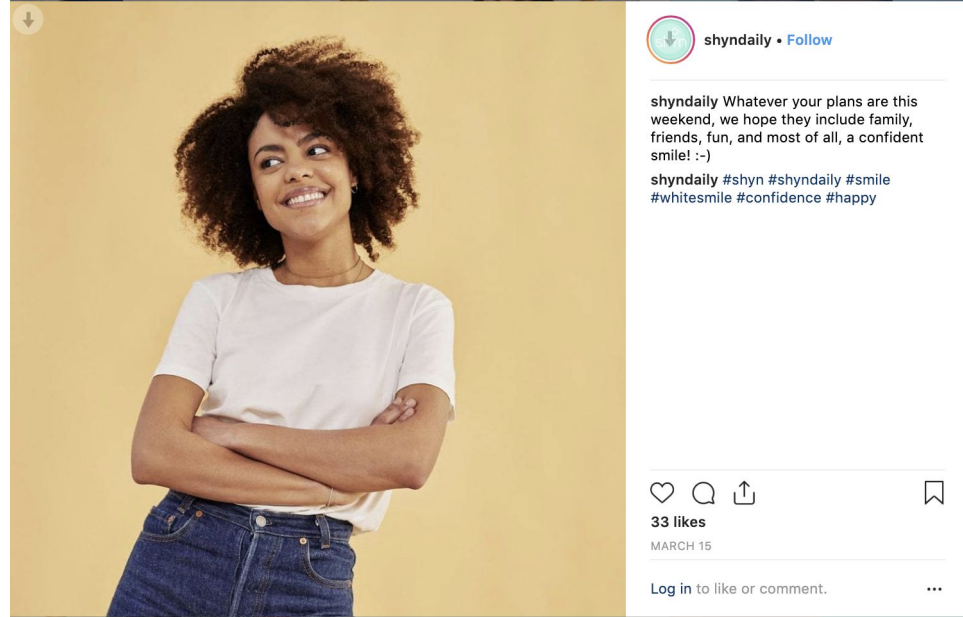 shyndaily • Follow
shyndaily Whatever your plans are this
weekend, we hope they include family,
friends, fun, and most of all, a confident
smile! :-)
shyndaily #shyn #shyndaily #smile
#whitesmile #confidence #happy
33 likes
MARCH 15
Log in to like or comment.